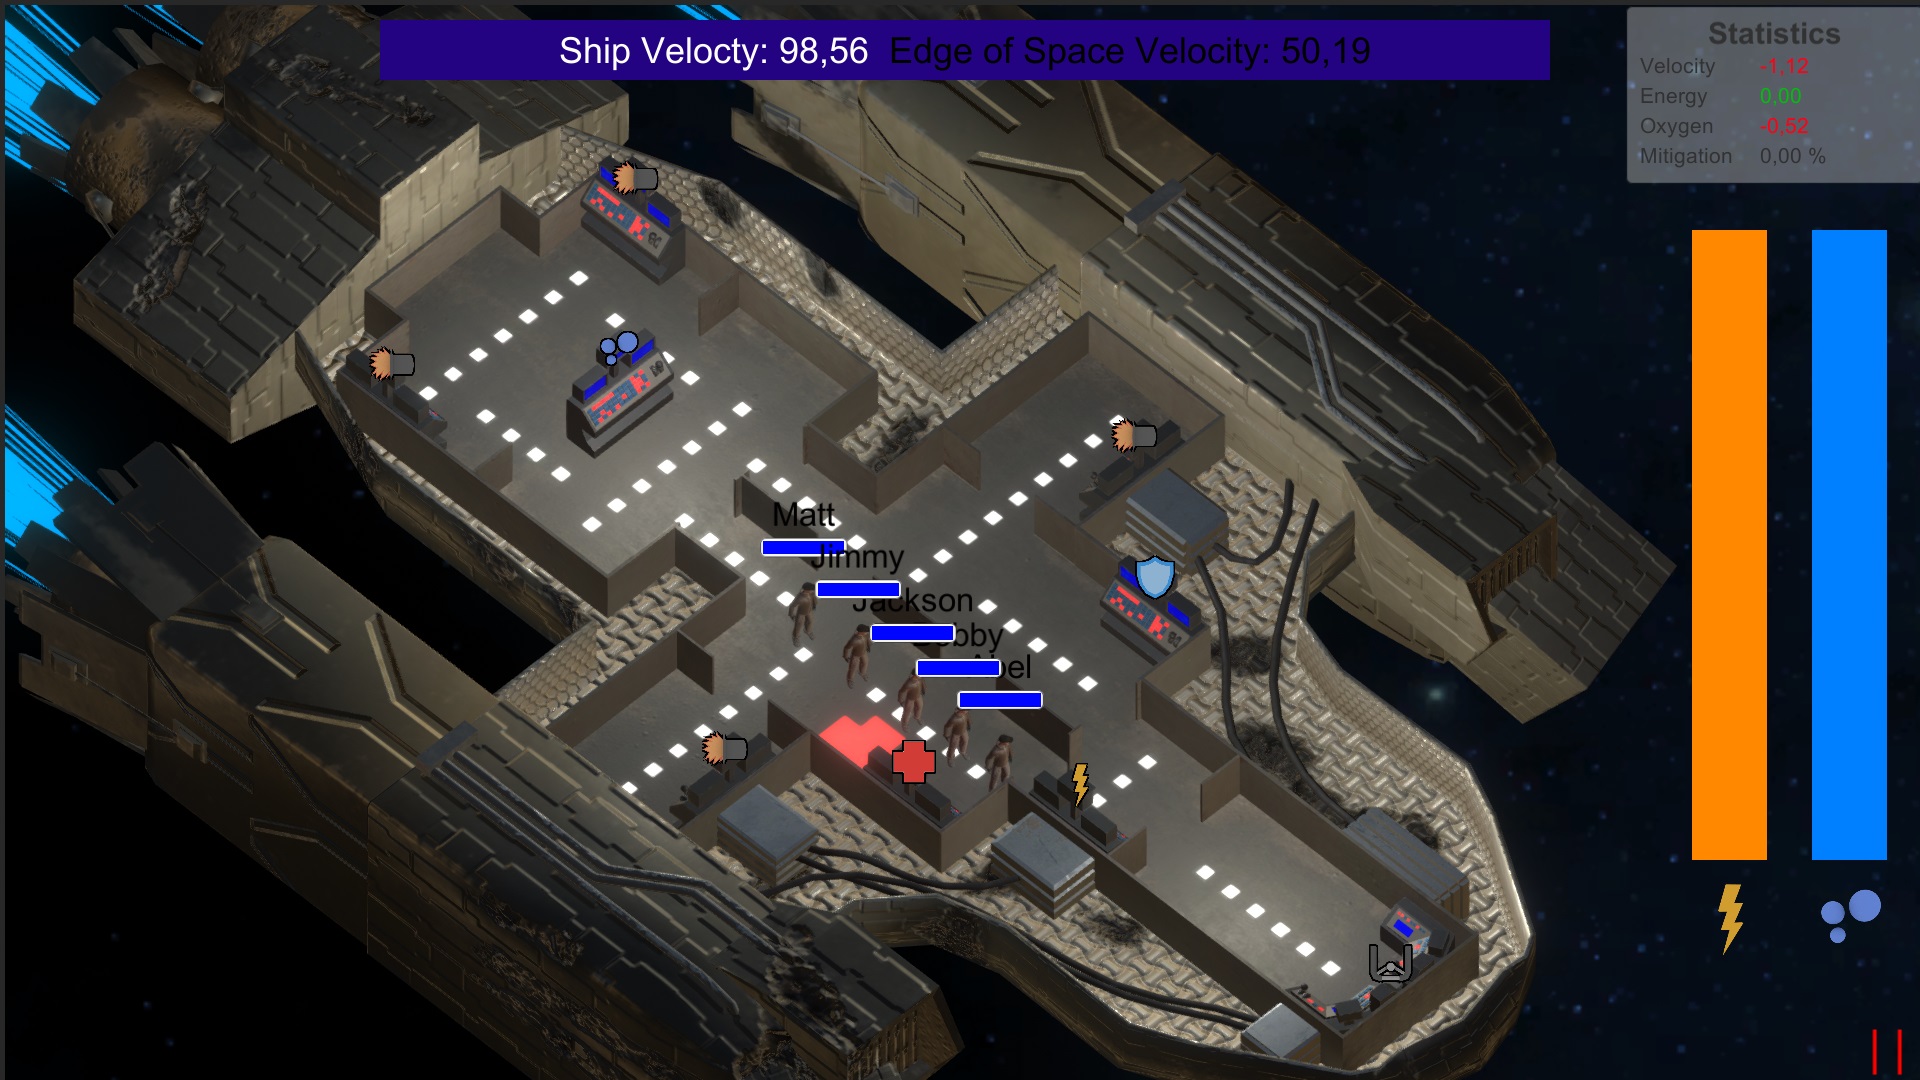 Ship Velocty: 98,56 Edge of Space Velocity: 50,19
Statistics
Velocity -1,12
Energy 0,00
Oxygen -0,52
Mitigation 0,00 %
Matt
Jimmy
Jackson